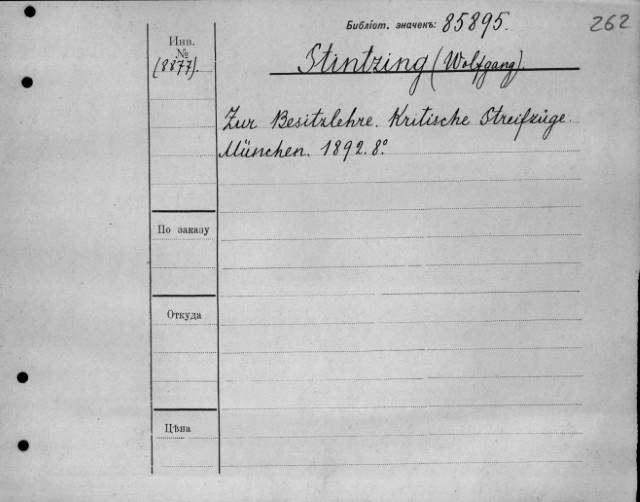 Библіот. значекъ: 85895.
262
Инв.
№
(8877).
Stintzing (Wolfgang).
Zur Besitzlehre. Kritische Streifzüge.
München. 1892. 8°
По заказу
Откуда
Цѣна